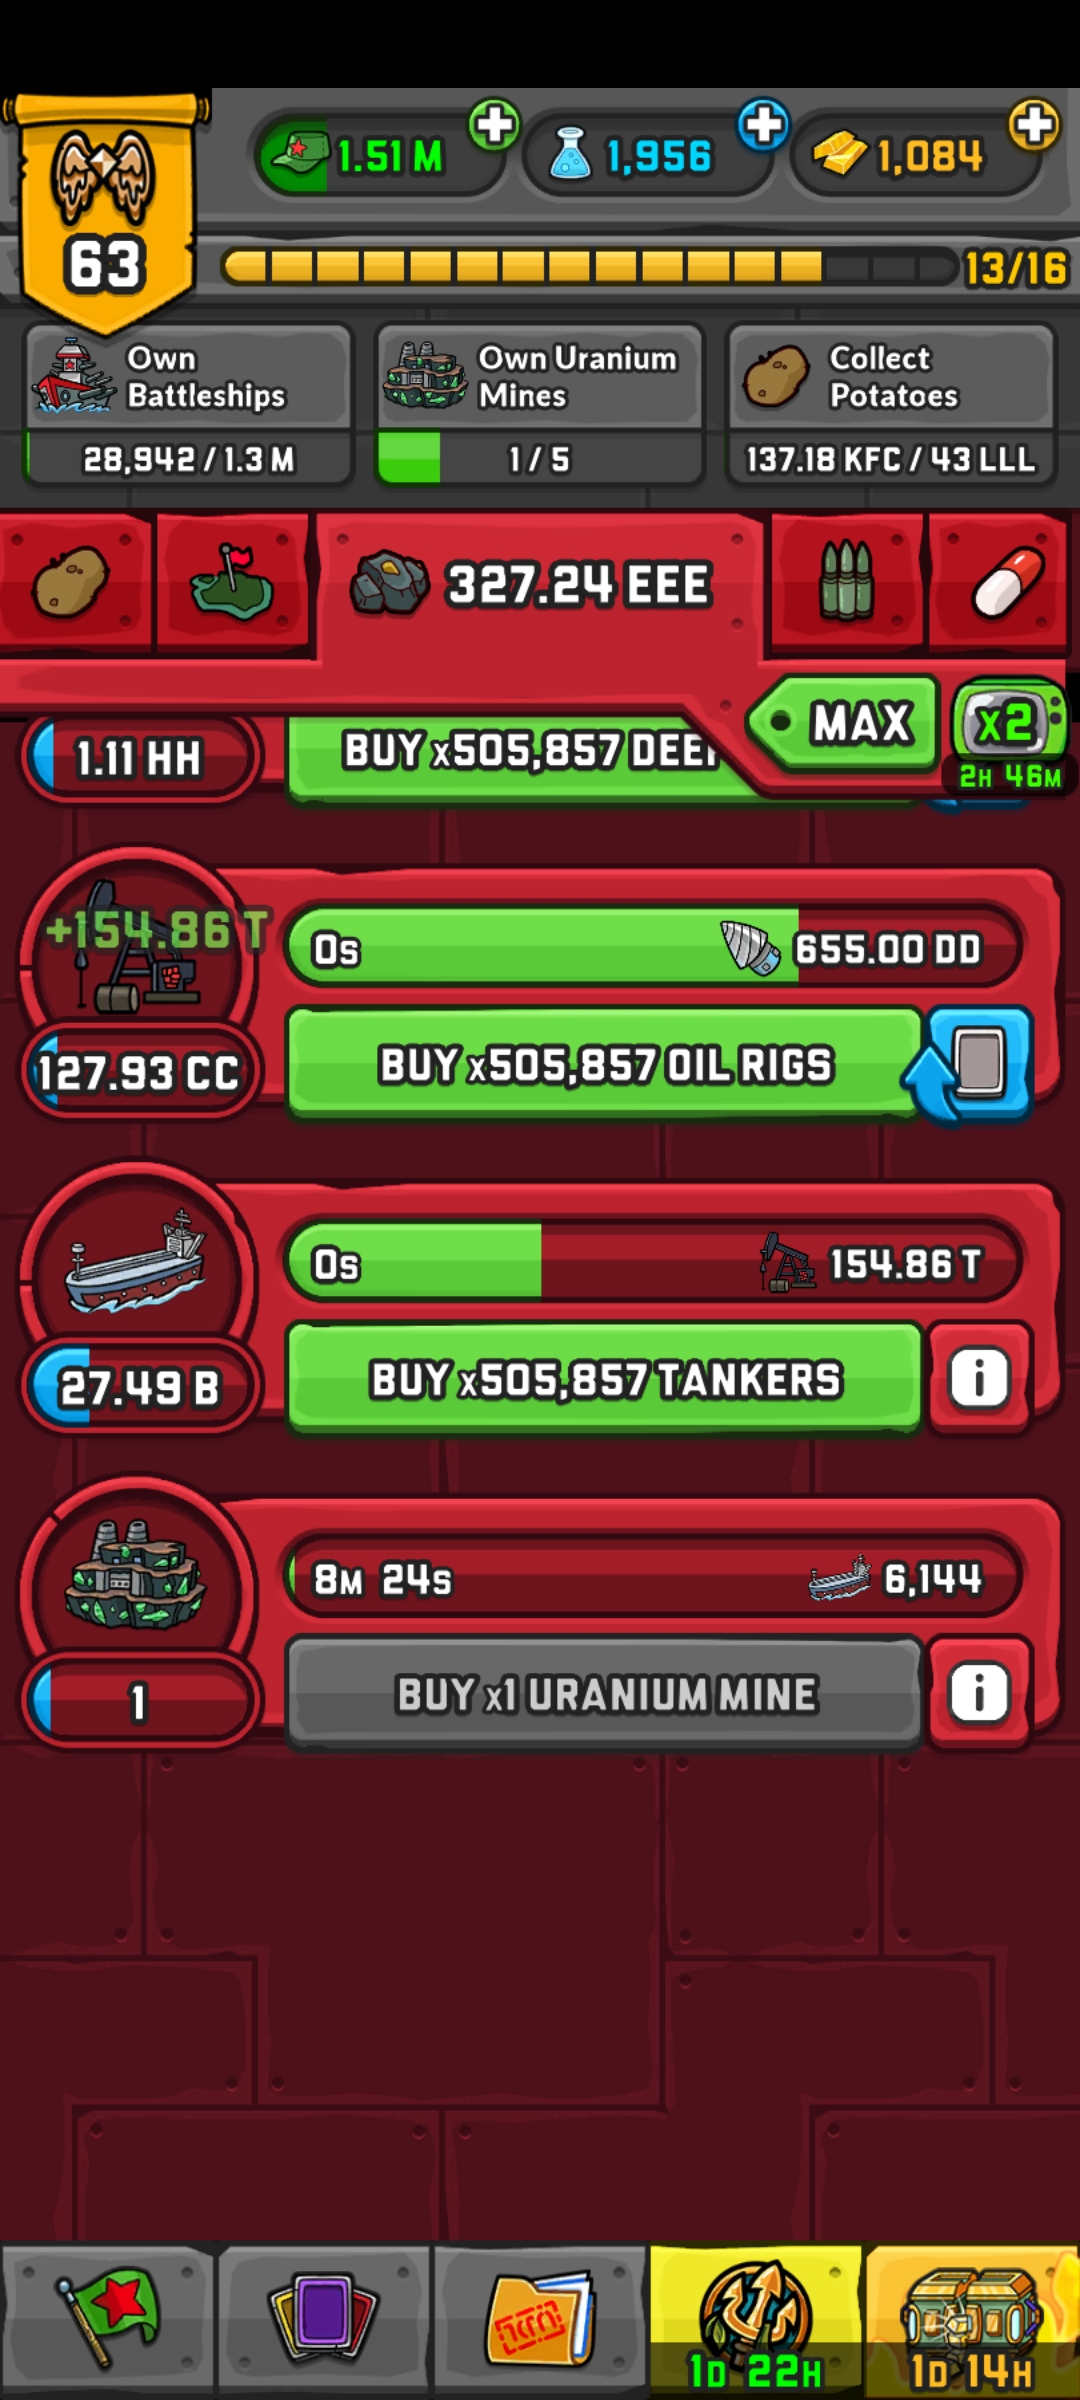 1.51 M
1,956
1,084
63
13/16
Own
Battleships
28,942 / 1.3 M
Own Uranium
Mines
1 / 5
Collect
Potatoes
137.18 KFC / 43 LLL
327.24 EEE
MAX
x2
2H 46M
1.11 HH
BUY x505,857
+154.86 T
0s
655.00 DD
127.93 CC
BUY x505,857 OIL RIGS
0s
154.86 T
27.49 B
BUY x505,857 TANKERS
i
8M 24s
6,144
1
BUY x1 URANIUM MINE
i
1D 22H
1D 14H